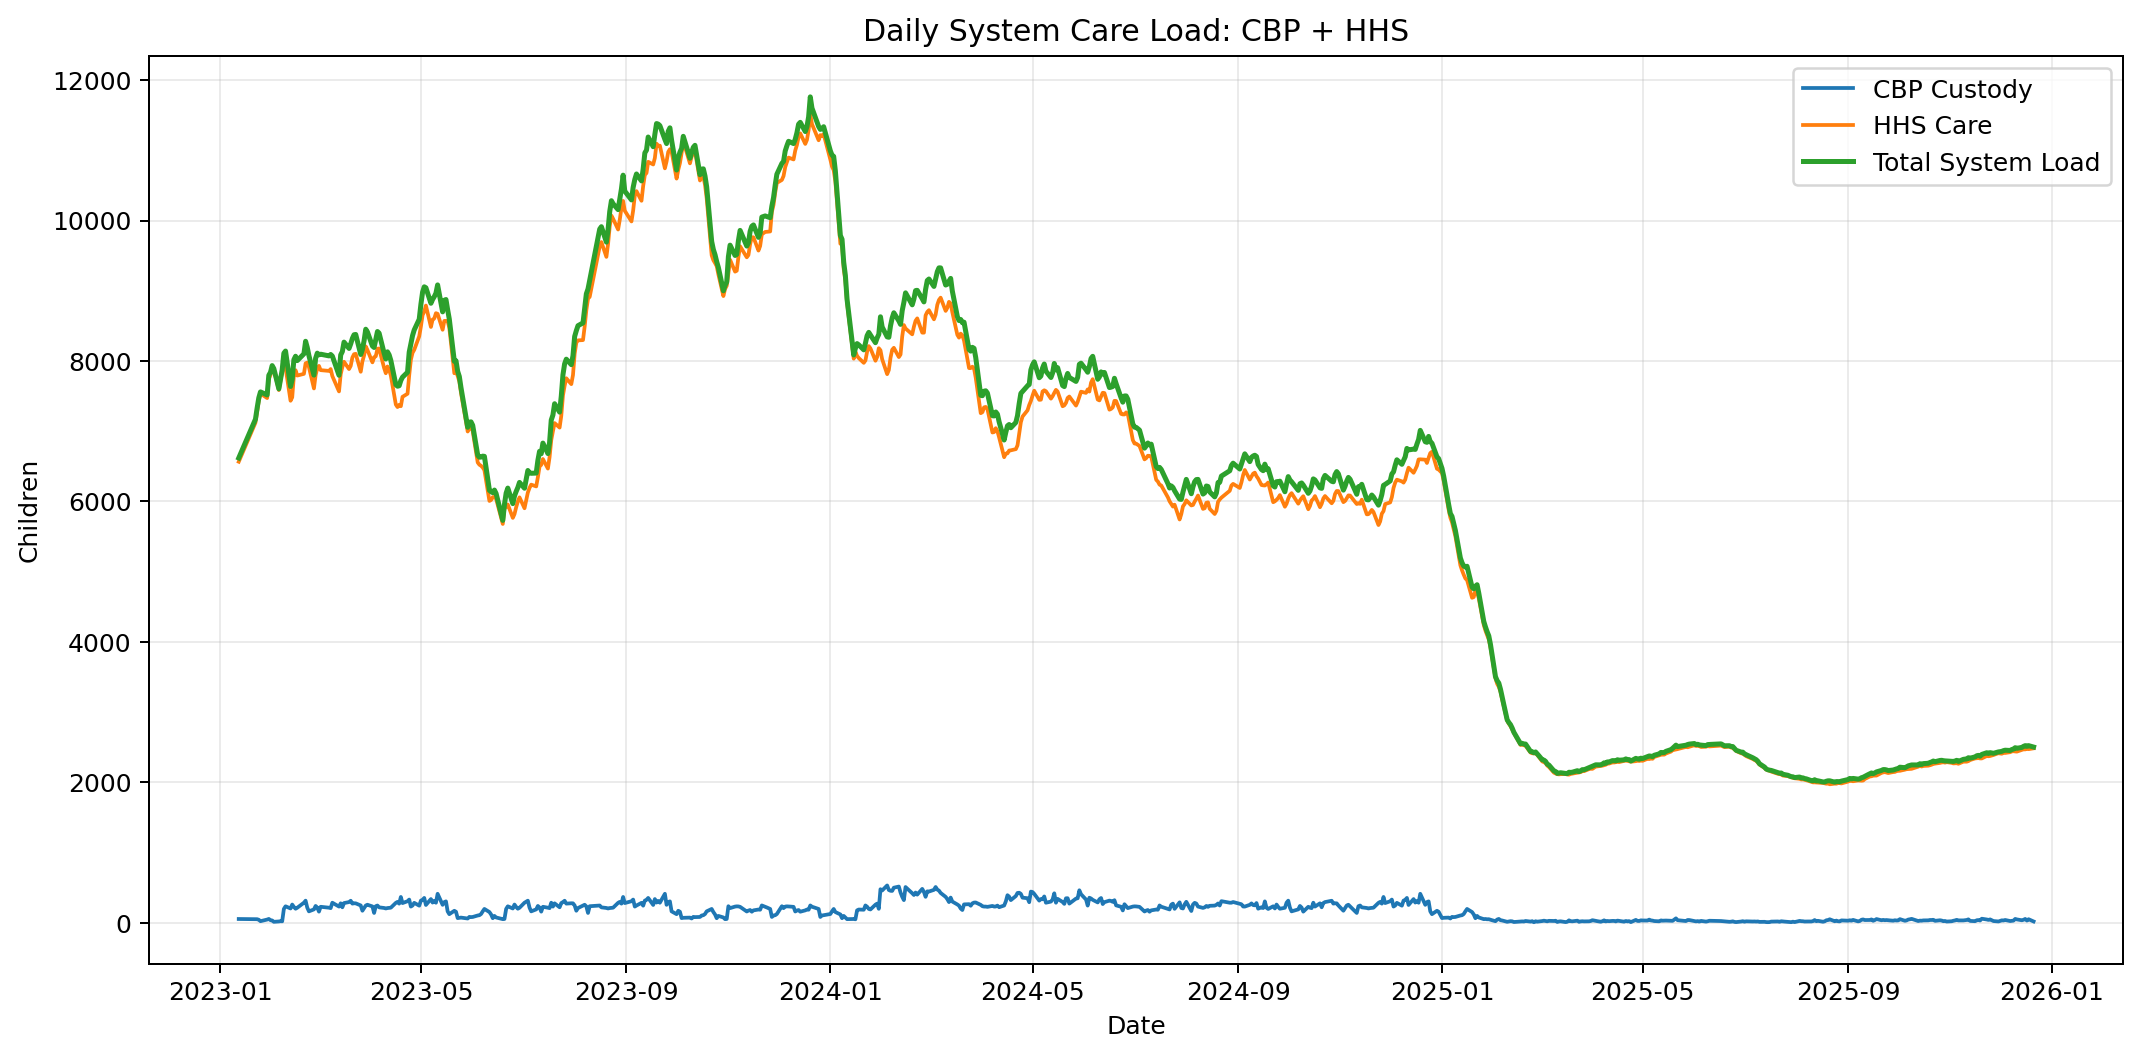 Daily System Care Load: CBP + HHS
CBP Custody
HHS Care
Total System Load
12000
10000
8000
6000
4000
2000
0
Children
2023-01
2023-05
2023-09
2024-01
2024-05
2024-09
2025-01
2025-05
2025-09
2026-01
Date